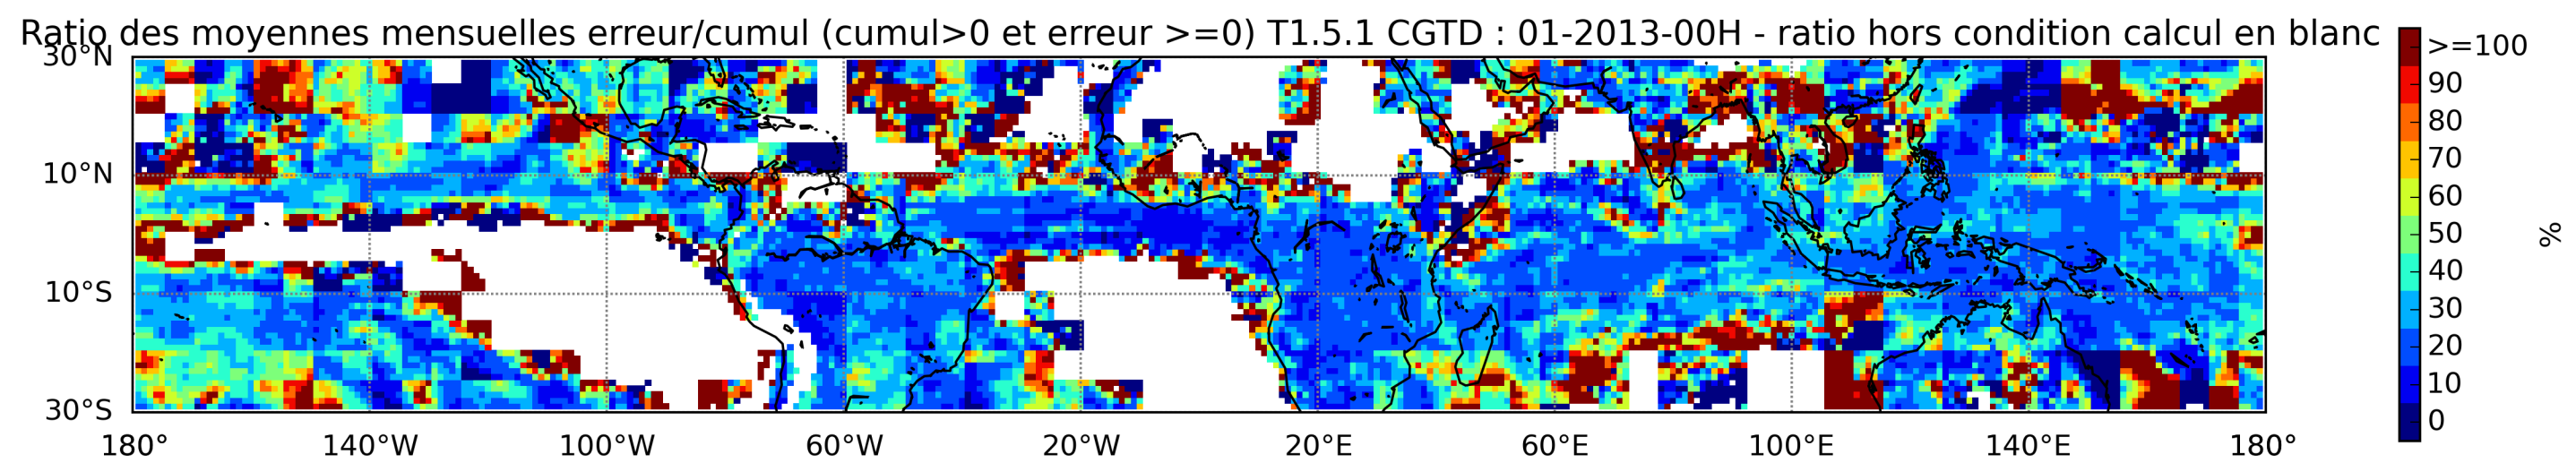 Ratio des moyennes mensuelles erreur/cumul (cumul>0 et erreur >=0) T1.5.1 CGTD : 01-2013-00H - ratio hors condition calcul en blanc
30°N
10°N
10°S
30°S
180°
140°W
100°W
60°W
20°W
20°E
60°E
100°E
140°E
180°
>=100
90
80
70
60
50
40
30
20
10
0
%